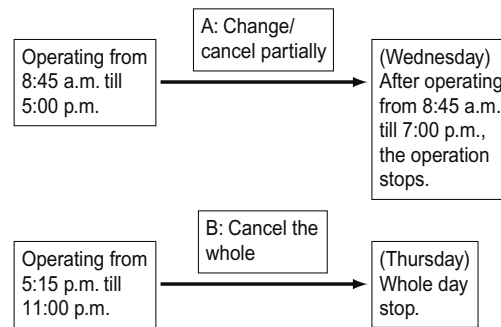 Operating from
8:45 a.m. till
5:00 p.m.
A: Change/
cancel partially
(Wednesday)
After operating
from 8:45 a.m.
till 7:00 p.m.,
the operation
stops.
Operating from
5:15 p.m. till
11:00 p.m.
B: Cancel the
whole
(Thursday)
Whole day
stop.